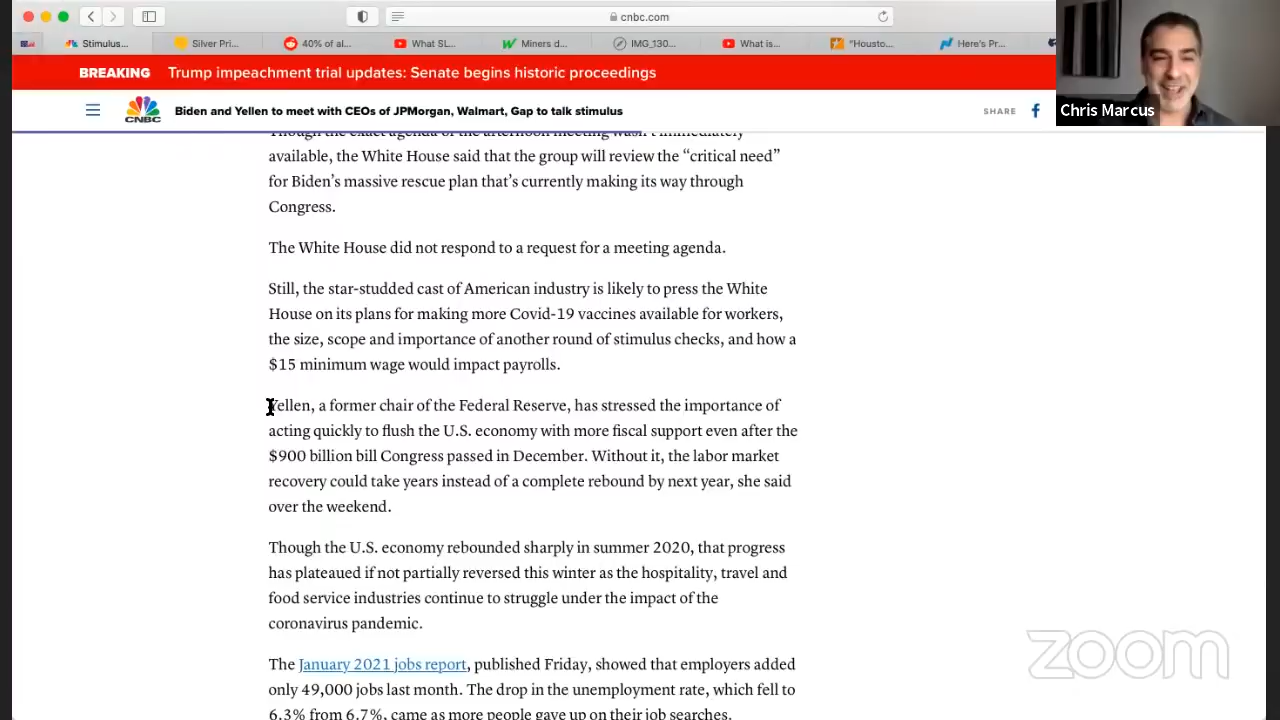 cnbc.com
Stimulus...
Silver Pri...
40% of al...
What SL...
Miners d...
IMG_130...
What is...
"Housto...
Here's Pr...
BREAKING Trump impeachment trial updates: Senate begins historic proceedings
CNBC
Biden and Yellen to meet with CEOs of JPMorgan, Walmart, Gap to talk stimulus
SHARE
Chris Marcus
Though the exact agenda of the afternoon meeting wasn't immediately
available, the White House said that the group will review the “critical need”
for Biden’s massive rescue plan that’s currently making its way through
Congress.
The White House did not respond to a request for a meeting agenda.
Still, the star-studded cast of American industry is likely to press the White
House on its plans for making more Covid-19 vaccines available for workers,
the size, scope and importance of another round of stimulus checks, and how a
$15 minimum wage would impact payrolls.
Yellen, a former chair of the Federal Reserve, has stressed the importance of
acting quickly to flush the U.S. economy with more fiscal support even after the
$900 billion bill Congress passed in December. Without it, the labor market
recovery could take years instead of a complete rebound by next year, she said
over the weekend.
Though the U.S. economy rebounded sharply in summer 2020, that progress
has plateaued if not partially reversed this winter as the hospitality, travel and
food service industries continue to struggle under the impact of the
coronavirus pandemic.
The January 2021 jobs report, published Friday, showed that employers added
only 49,000 jobs last month. The drop in the unemployment rate, which fell to
6.3% from 6.7%, came as more people gave up on their job searches.
zoom